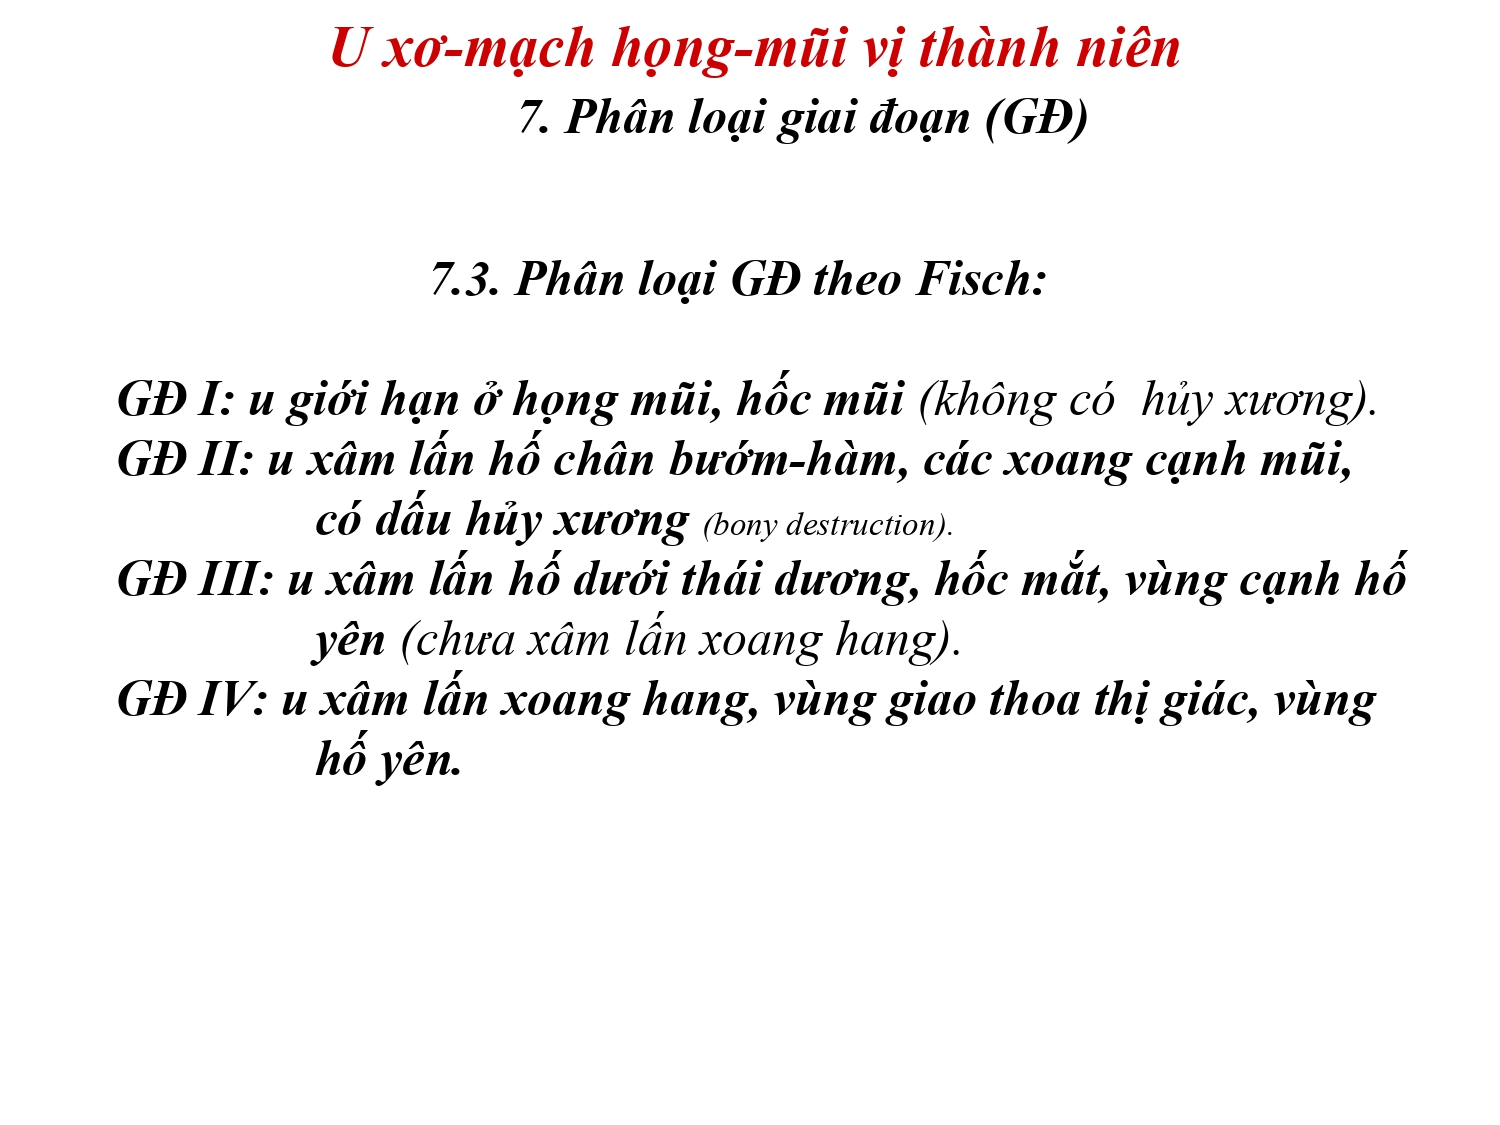 U xơ-mạch họng-mũi vị thành niên
7. Phân loại giai đoạn (GĐ)
7.3. Phân loại GĐ theo Fisch:
GĐ I: u giới hạn ở họng mũi, hốc mũi (không có hủy xương).
GĐ II: u xâm lấn hố chân bướm-hàm, các xoang cạnh mũi,
có dấu hủy xương (bony destruction).
GĐ III: u xâm lấn hố dưới thái dương, hốc mắt, vùng cạnh hố
yên (chưa xâm lấn xoang hang).
GĐ IV: u xâm lấn xoang hang, vùng giao thoa thị giác, vùng
hố yên.